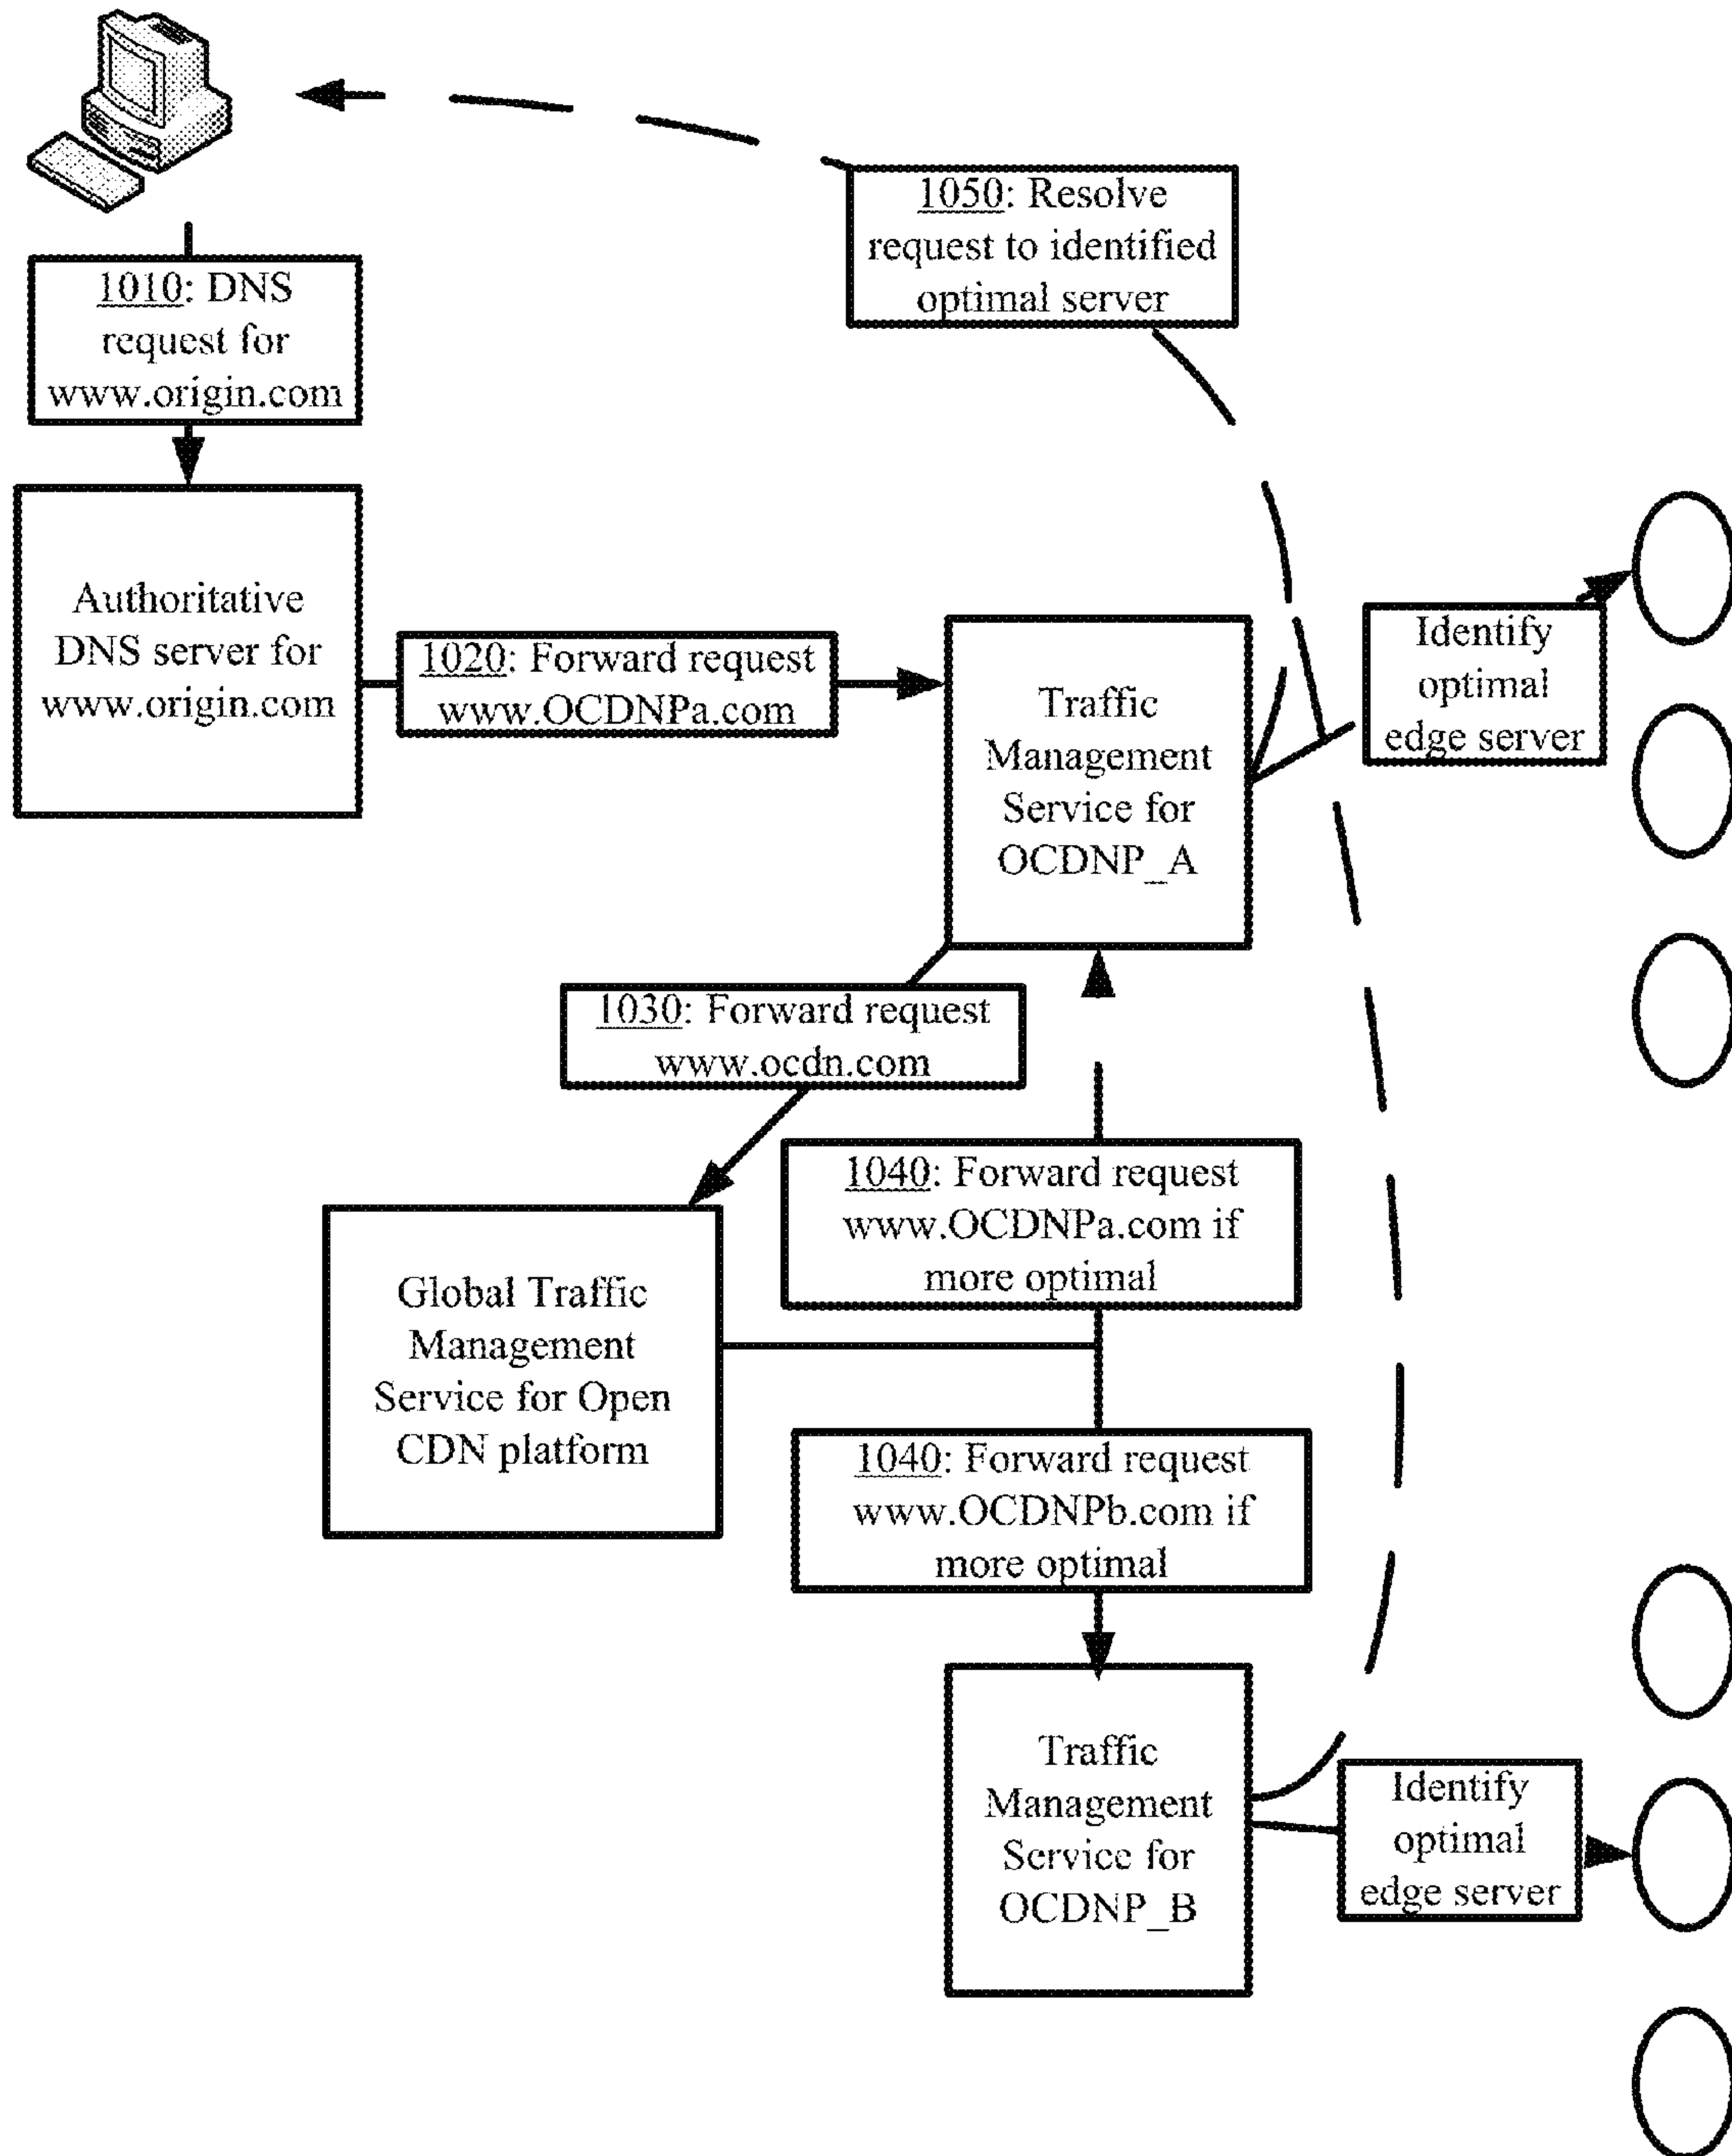 1050: Resolve
request to identified
optimal server
1010: DNS
request for
www.origin.com
Authoritative
DNS server for
www.origin.com
1020: Forward request
www.OCDNPa.com
Traffic
Management
Service for
OCDNP_A
Identify
optimal
edge server
1030: Forward request
www.ocdn.com
1040: Forward request
www.OCDNPa.com if
more optimal
Global Traffic
Management
Service for Open
CDN platform
1040: Forward request
www.OCDNPb.com if
more optimal
Traffic
Management
Service for
OCDNP_B
Identify
optimal
edge server